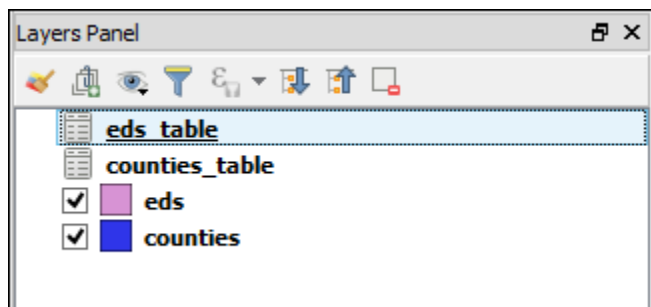 Layers Panel
eds_table
counties_table
eds
counties